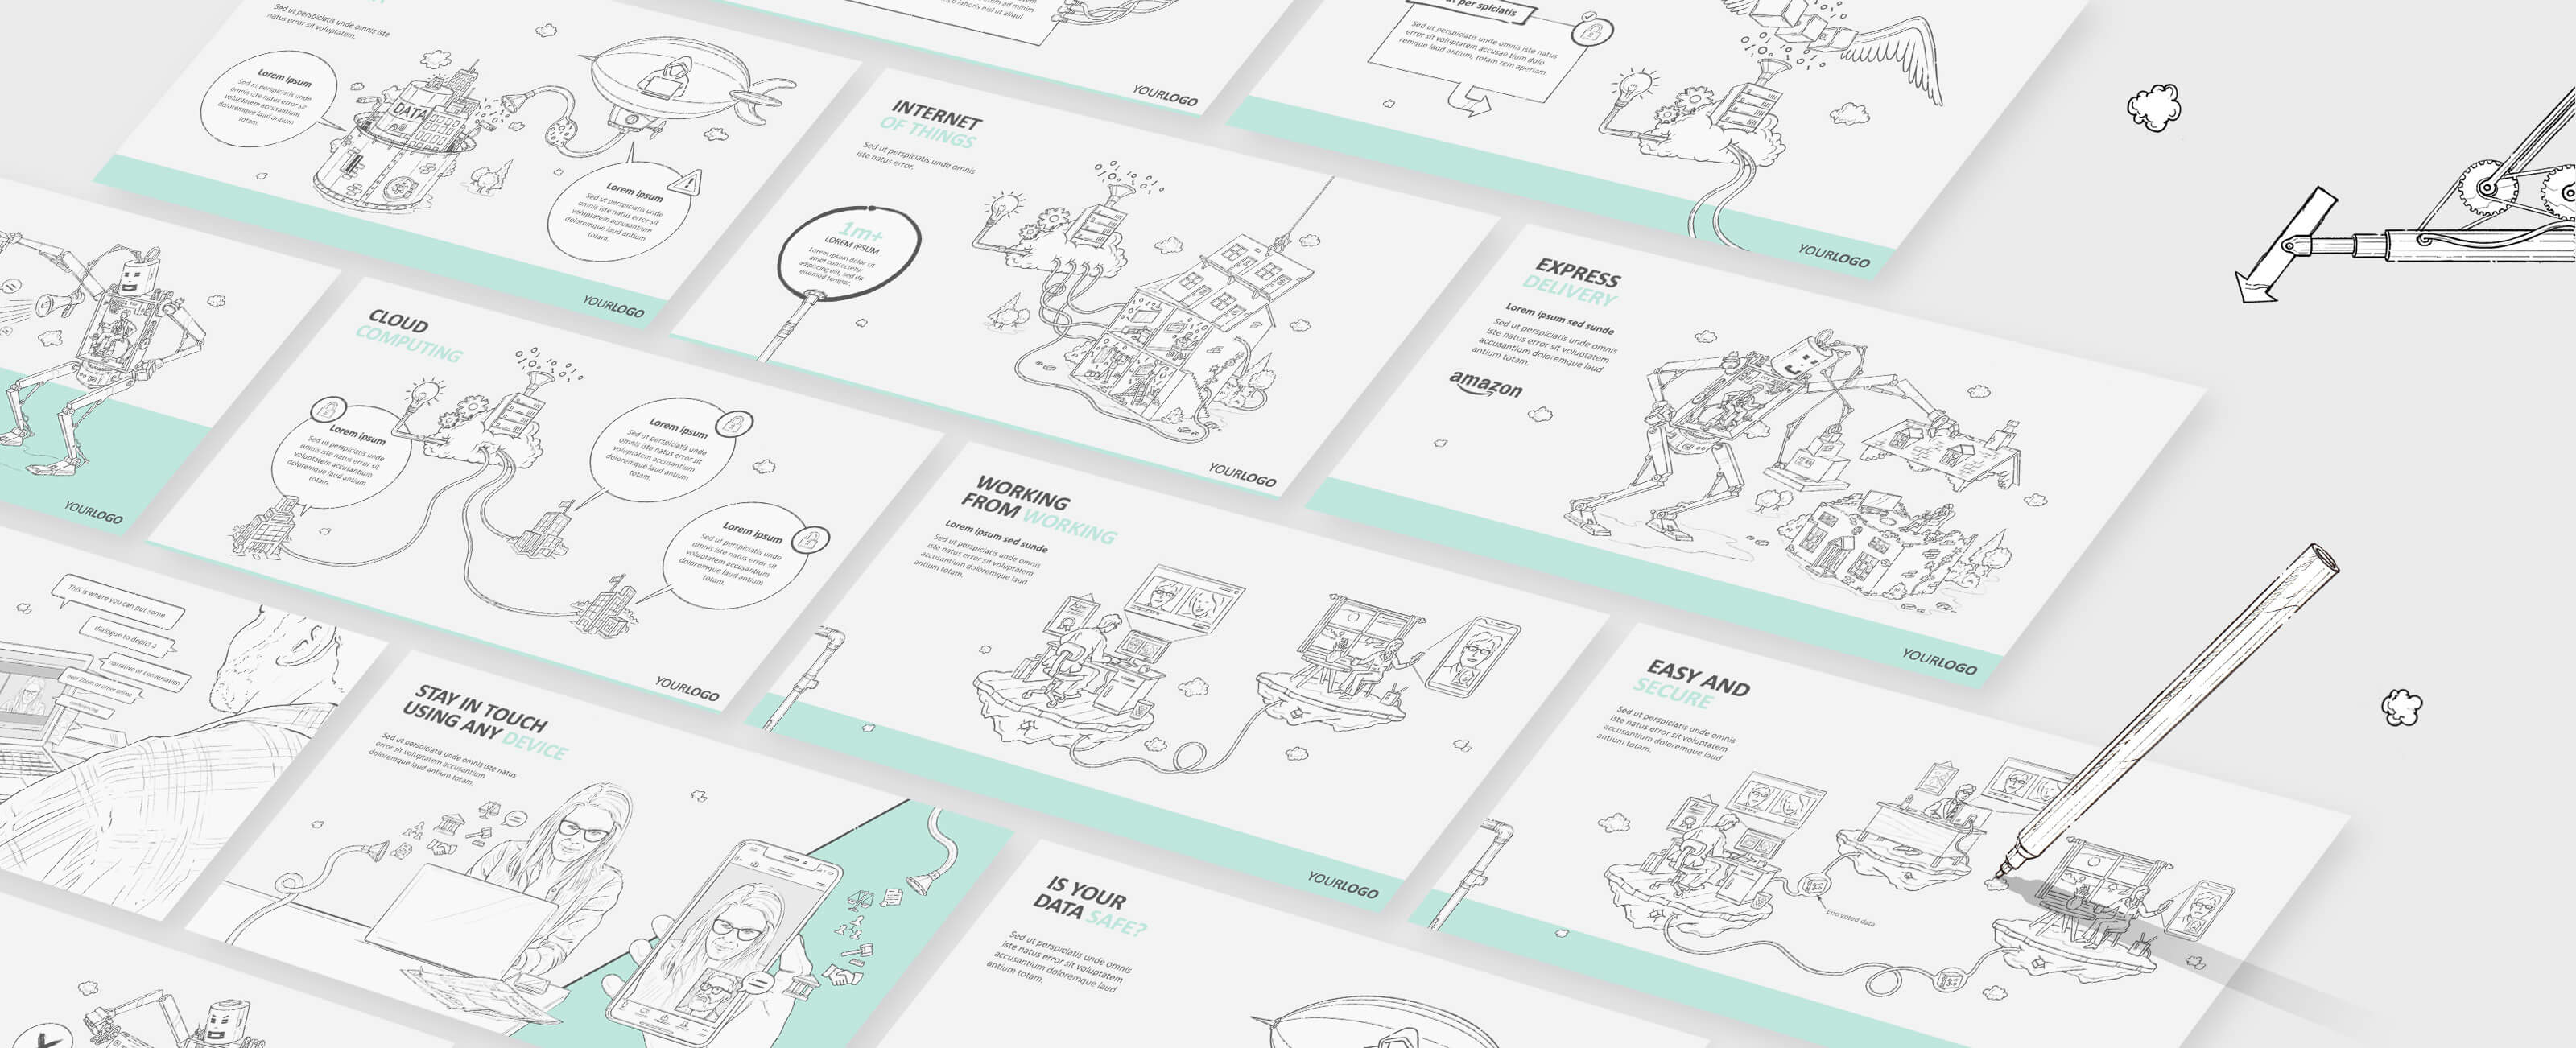 Sed ut perspiciatis unde omnis iste
natus error sit voluptatem.
Lorem ipsum
Sed ut perspiciatis unde
omnis iste natus error sit
voluptatem accusantium
doloremque laud antium
totam.
DATA
Lorem ipsum
Sed ut perspiciatis unde
omnis iste natus error sit
voluptatem accusantium
doloremque laud antium
totam.
YOURLOGO
YOURLOGO
per spiciatis
Sed ut perspiciatis unde omnis iste natus
error sit voluptatem accusan tium dolo
remque laud antium, totam rem aperiam.
YOURLOGO
INTERNET
OF THINGS
Sed ut perspiciatis unde omnis
iste natus error.
1m+
LOREM IPSUM
Lorem ipsum dolor sit
amet consectetur
adipiscing elit, sed do
eiusmod tempor.
YOURLOGO
EXPRESS
DELIVERY
Lorem ipsum sed sunde
Sed ut perspiciatis unde omnis
iste natus error sit voluptatem
accusantium doloremque laud
antium totam.
amazon
YOURLOGO
YOURLOGO
CLOUD
COMPUTING
Lorem ipsum
Sed ut perspiciatis unde
omnis iste natus error sit
voluptatem accusantium
doloremque laud antium
totam.
Lorem ipsum
Sed ut perspiciatis unde
omnis iste natus error sit
voluptatem accusantium
doloremque laud antium
totam.
Lorem ipsum
Sed ut perspiciatis unde
omnis iste natus error sit
voluptatem accusantium
doloremque laud antium
totam.
YOURLOGO
WORKING
FROM WORKING
Lorem ipsum sed sunde
Sed ut perspiciatis unde omnis
iste natus error sit voluptatem
accusantium doloremque laud
antium totam.
YOURLOGO
EASY AND
SECURE
Sed ut perspiciatis unde omnis
iste natus error sit voluptatem
accusantium doloremque laud
antium totam.
Encrypted data
This is where you can put some
dialogue to depict a
narrative or conversation
over Zoom or other online
conferencing
STAY IN TOUCH
USING ANY DEVICE
Sed ut perspiciatis unde omnis iste natus
error sit voluptatem accusantium
doloremque laud antium totam.
IS YOUR
DATA SAFE?
Sed ut perspiciatis unde omnis
iste natus error sit voluptatem
accusantium doloremque laud
antium totam.